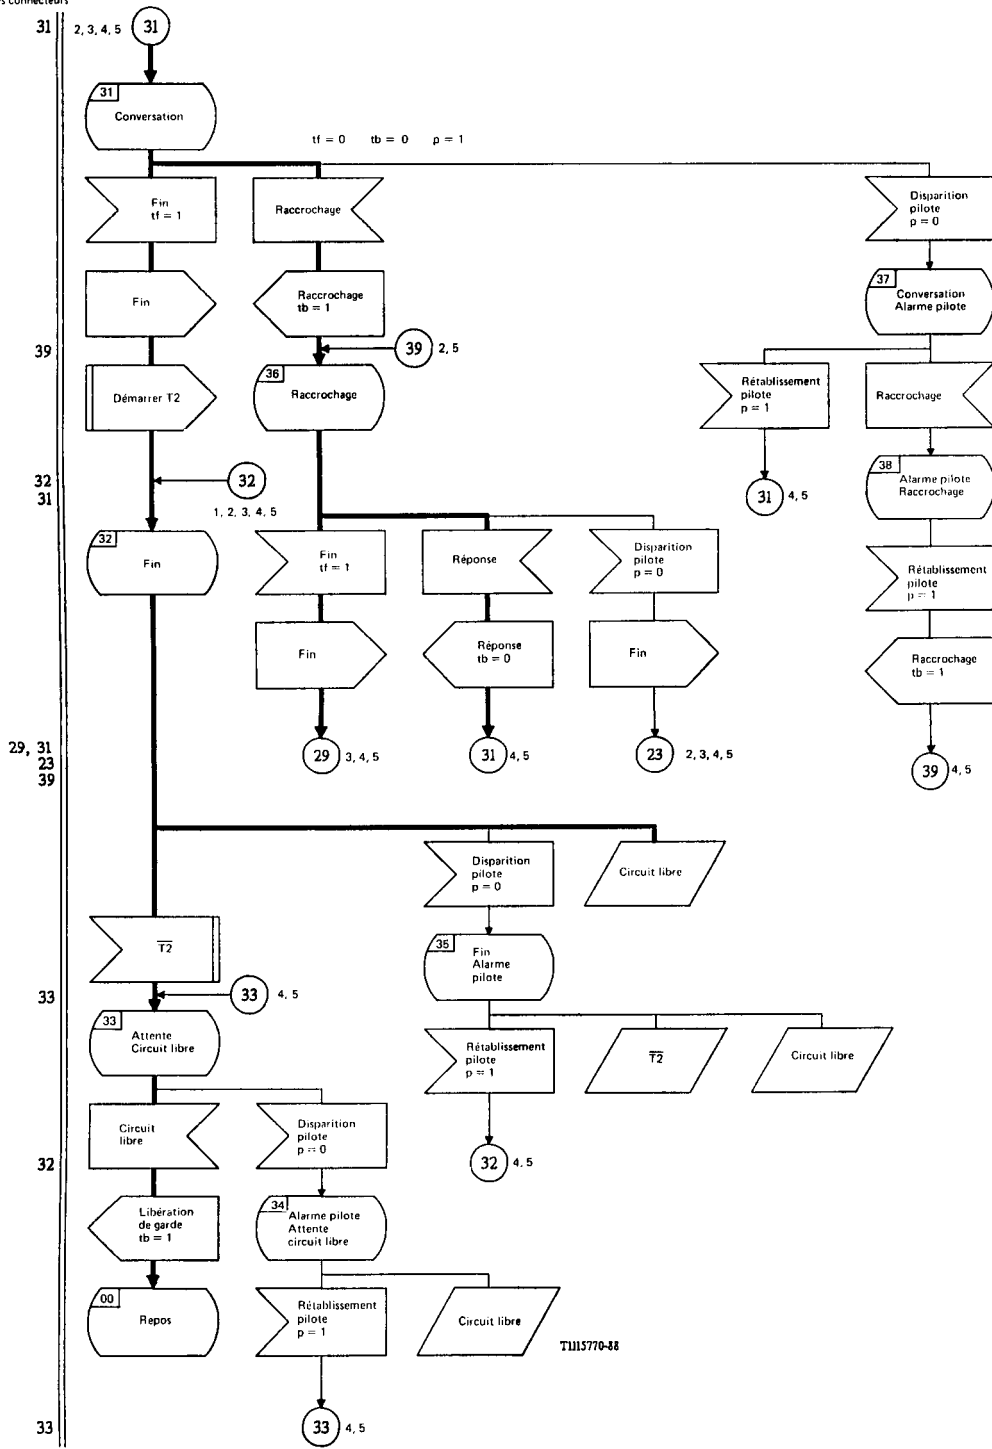 s connecteurs
31
2, 3, 4, 5
31
31
Conversation
tf = 0 tb = 0 p = 1
Fin
tf = 1
Raccrochage
Disparition
pilote
p = 0
Fin
Raccrochage
tb = 1
37
Conversation
Alarme pilote
39
39
2, 5
Démarrer T2
36
Raccrochage
Rétablissement
pilote
p = 1
Raccrochage
32
31
32
1, 2, 3, 4, 5
31
4, 5
38
Alarme pilote
Raccrochage
32
Fin
Fin
tf = 1
Réponse
Disparition
pilote
p = 0
Rétablissement
pilote
p = 1
Fin
Réponse
tb = 0
Fin
Raccrochage
tb = 1
29, 31
23
39
29
3, 4, 5
31
4, 5
23
2, 3, 4, 5
39
4, 5
Disparition
pilote
p = 0
Circuit libre
T2
35
Fin
Alarme
pilote
33
33
4, 5
33
Attente
Circuit libre
Rétablissement
pilote
p = 1
T2
Circuit libre
Circuit
libre
Disparition
pilote
p = 0
32
32
4, 5
Libération
de garde
tb = 1
34
Alarme pilote
Attente
circuit libre
00
Repos
Rétablissement
pilote
p = 1
Circuit libre
T1115770-88
33
33
4, 5